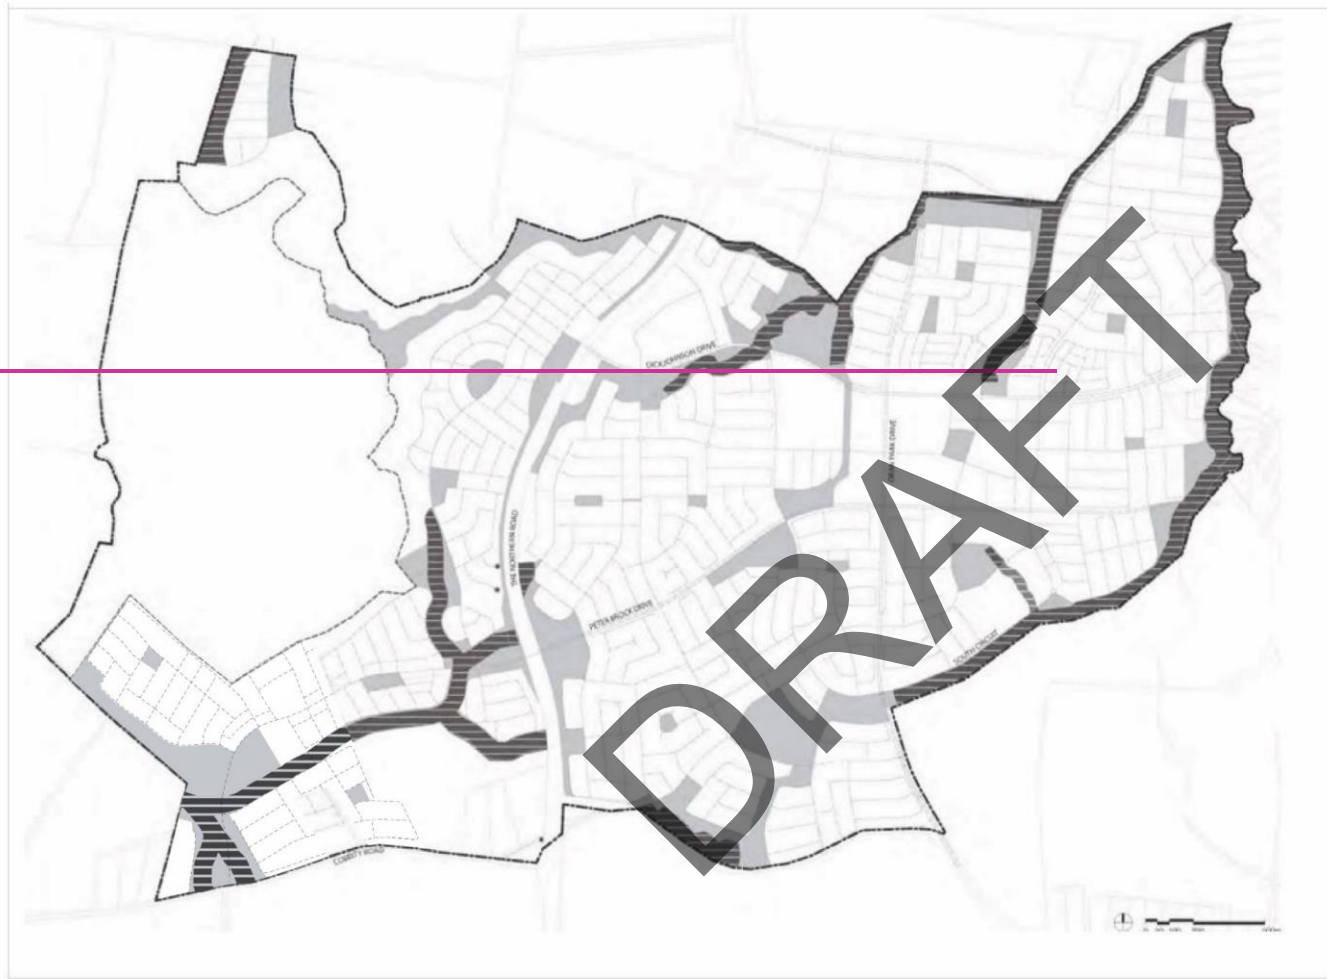 DICK JOHNSON DRIVE
THE NORTHERN ROAD
PETER BROCK DRIVE
SOUTH CIRCUIT
COBBITTY ROAD
DRAFT